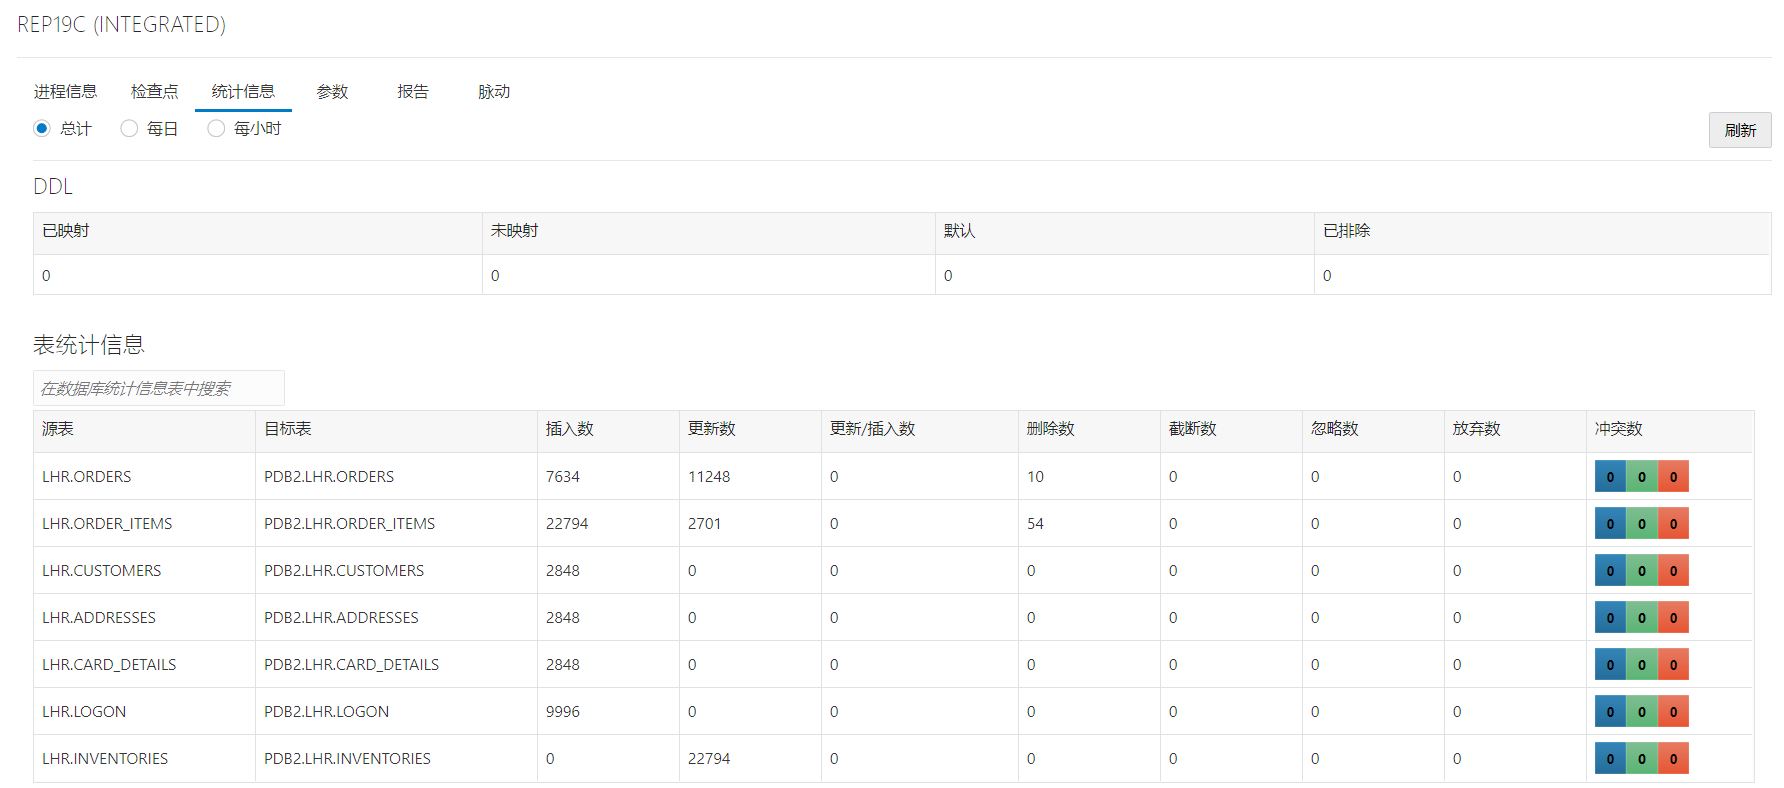 REP19C (INTEGRATED)
进程信息 检查点 统计信息 参数 报告 脉动
总计 每日 每小时
刷新
DDL
已映射 未映射 默认 已排除
0 0 0 0
表统计信息
在数据库统计信息表中搜索
源表 目标表 插入数 更新数 更新/插入数 删除数 截断数 忽略数 放弃数 冲突数
LHR.ORDERS PDB2.LHR.ORDERS 7634 11248 0 10 0 0 0 0 0 0
LHR.ORDER_ITEMS PDB2.LHR.ORDER_ITEMS 22794 2701 0 54 0 0 0 0 0 0
LHR.CUSTOMERS PDB2.LHR.CUSTOMERS 2848 0 0 0 0 0 0 0 0 0
LHR.ADDRESSES PDB2.LHR.ADDRESSES 2848 0 0 0 0 0 0 0 0 0
LHR.CARD_DETAILS PDB2.LHR.CARD_DETAILS 2848 0 0 0 0 0 0 0 0 0
LHR.LOGON PDB2.LHR.LOGON 9996 0 0 0 0 0 0 0 0 0
LHR.INVENTORIES PDB2.LHR.INVENTORIES 0 22794 0 0 0 0 0 0 0 0